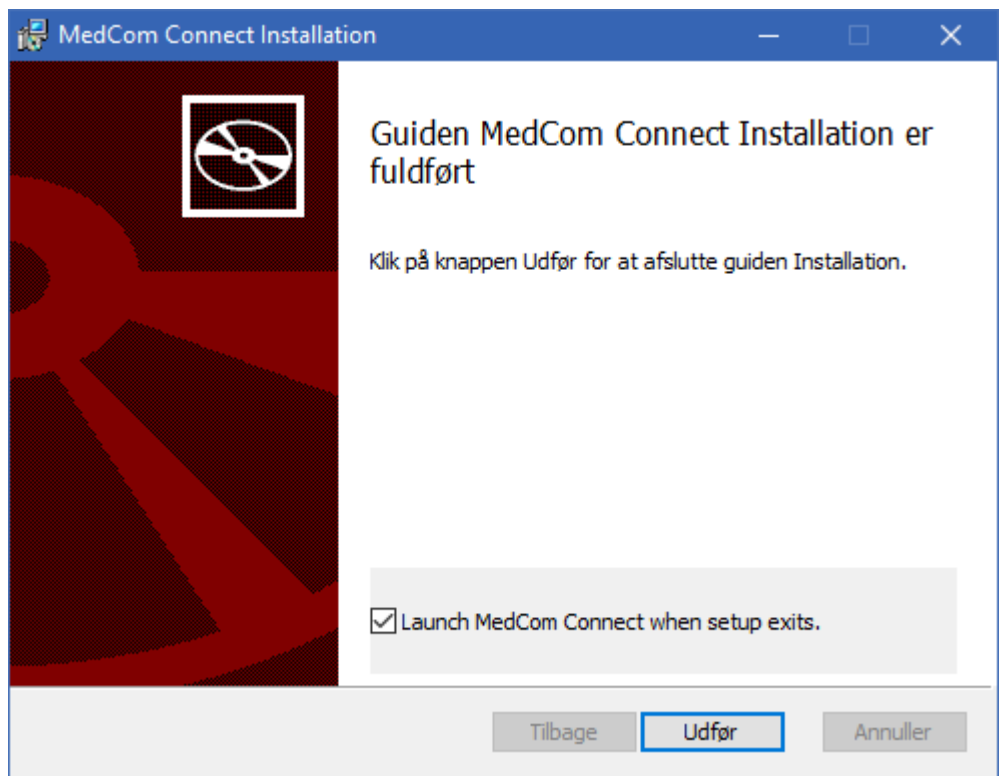 MedCom Connect Installation
Guiden MedCom Connect Installation er
fuldført
Klik på knappen Udfør for at afslutte guiden Installation.
Launch MedCom Connect when setup exits.
Tilbage
Udfør
Annuller